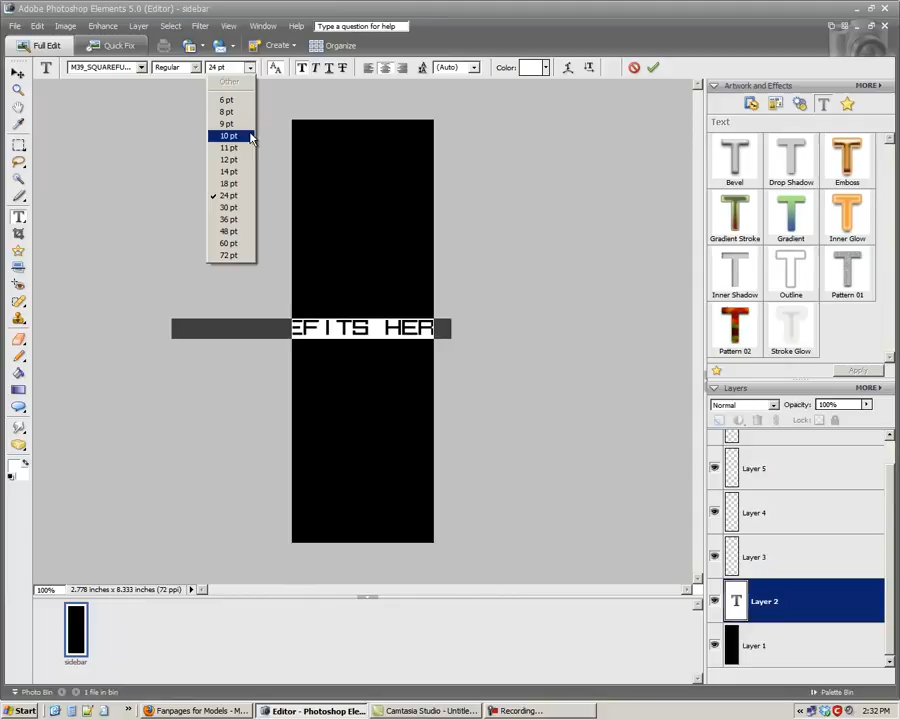 Adobe Photoshop Elements 5.0 (Editor) - sidebar
File Edit Image Enhance Layer Select Filter View Window Help Type a question for help
Full Edit Quick Fix Create Organize
M39_SQUAREFU... Regular 24 pt (Auto) Color:
Other
6 pt
8 pt
9 pt
10 pt
11 pt
12 pt
14 pt
18 pt
24 pt
30 pt
36 pt
48 pt
60 pt
72 pt
EFITS HER
Artwork and Effects MORE
Text
Bevel Drop Shadow Emboss
Gradient Stroke Gradient Inner Glow
Inner Shadow Outline Pattern 01
Pattern 02 Stroke Glow
Apply
Layers MORE
Normal Opacity: 100%
Lock:
Layer 5
Layer 4
Layer 3
Layer 2
Layer 1
100% 2.778 inches x 8.333 inches (72 ppi)
sidebar
Photo Bin 1 file in bin Palette Bin
Start Fanpages for Models - ... Editor - Photoshop Ele... Camtasia Studio - Untitle... Recording... 2:32 PM